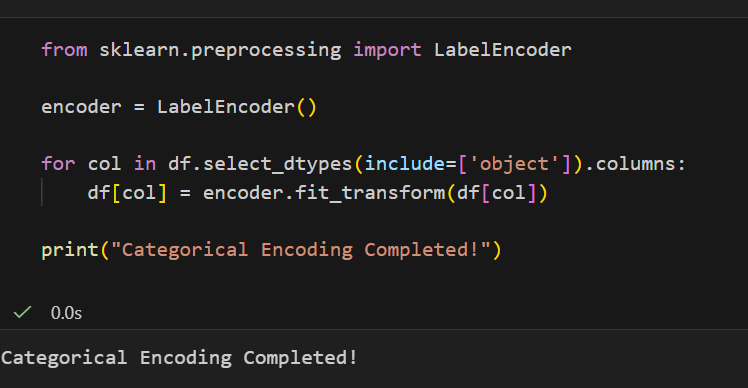 from sklearn.preprocessing import LabelEncoder
encoder = LabelEncoder()
for col in df.select_dtypes(include=['object']).columns:
    df[col] = encoder.fit_transform(df[col])
print("Categorical Encoding Completed!")
0.0s
Categorical Encoding Completed!